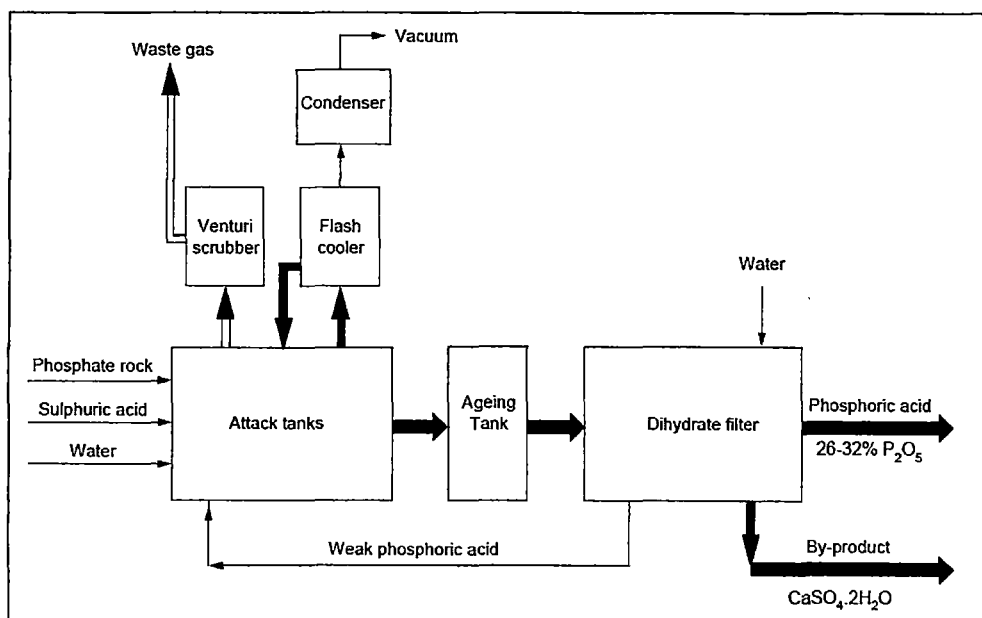 Vacuum
Waste gas
Condenser
Venturi
scrubber
Flash
cooler
Water
Phosphate rock
Sulphuric acid
Water
Attack tanks
Ageing
Tank
Dihydrate filter
Phosphoric acid
26-32% P₂O₅
Weak phosphoric acid
By-product
CaSO₄.2H₂O